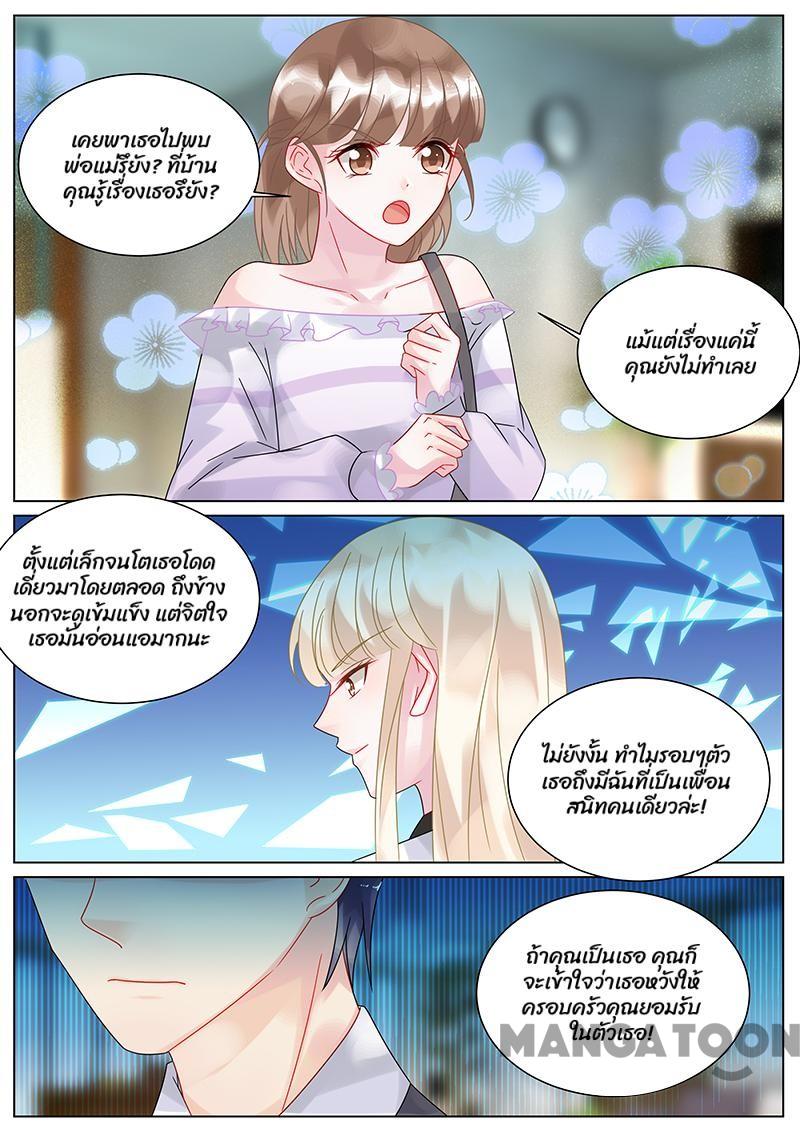 เคยพาเธอไปพบ
พ่อแม่รึยัง? ที่บ้าน
คุณรู้เรื่องเธอรึยัง?
แม้แต่เรื่องแค่นี้
คุณยังไม่ทำเลย
ตั้งแต่เล็กจนโตเธอโดด
เดี่ยวมาโดยตลอด ถึงข้าง
นอกจะดูเข้มแข็ง แต่จิตใจ
เธอมันอ่อนแอมากนะ
ไม่ยังงั้น ทำไมรอบๆตัว
เธอถึงมีฉันที่เป็นเพื่อน
สนิทคนเดียวล่ะ!
ถ้าคุณเป็นเธอ คุณก็
จะเข้าใจว่าเธอหวังให้
ครอบครัวคุณยอมรับ
ในตัวเธอ!
MANGATOON